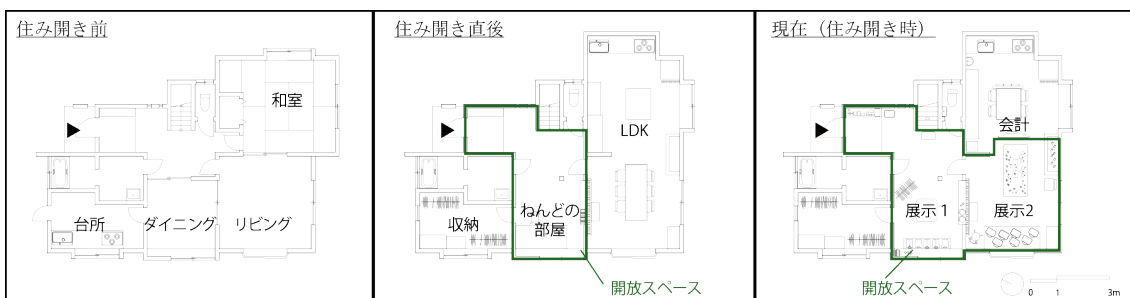 住み開き前
和室
台所
ダイニング
リビング
住み開き直後
LDK
収納
ねんどの
部屋
開放スペース
現在（住み開き時）
会計
展示１
展示2
開放スペース
0 1 3m